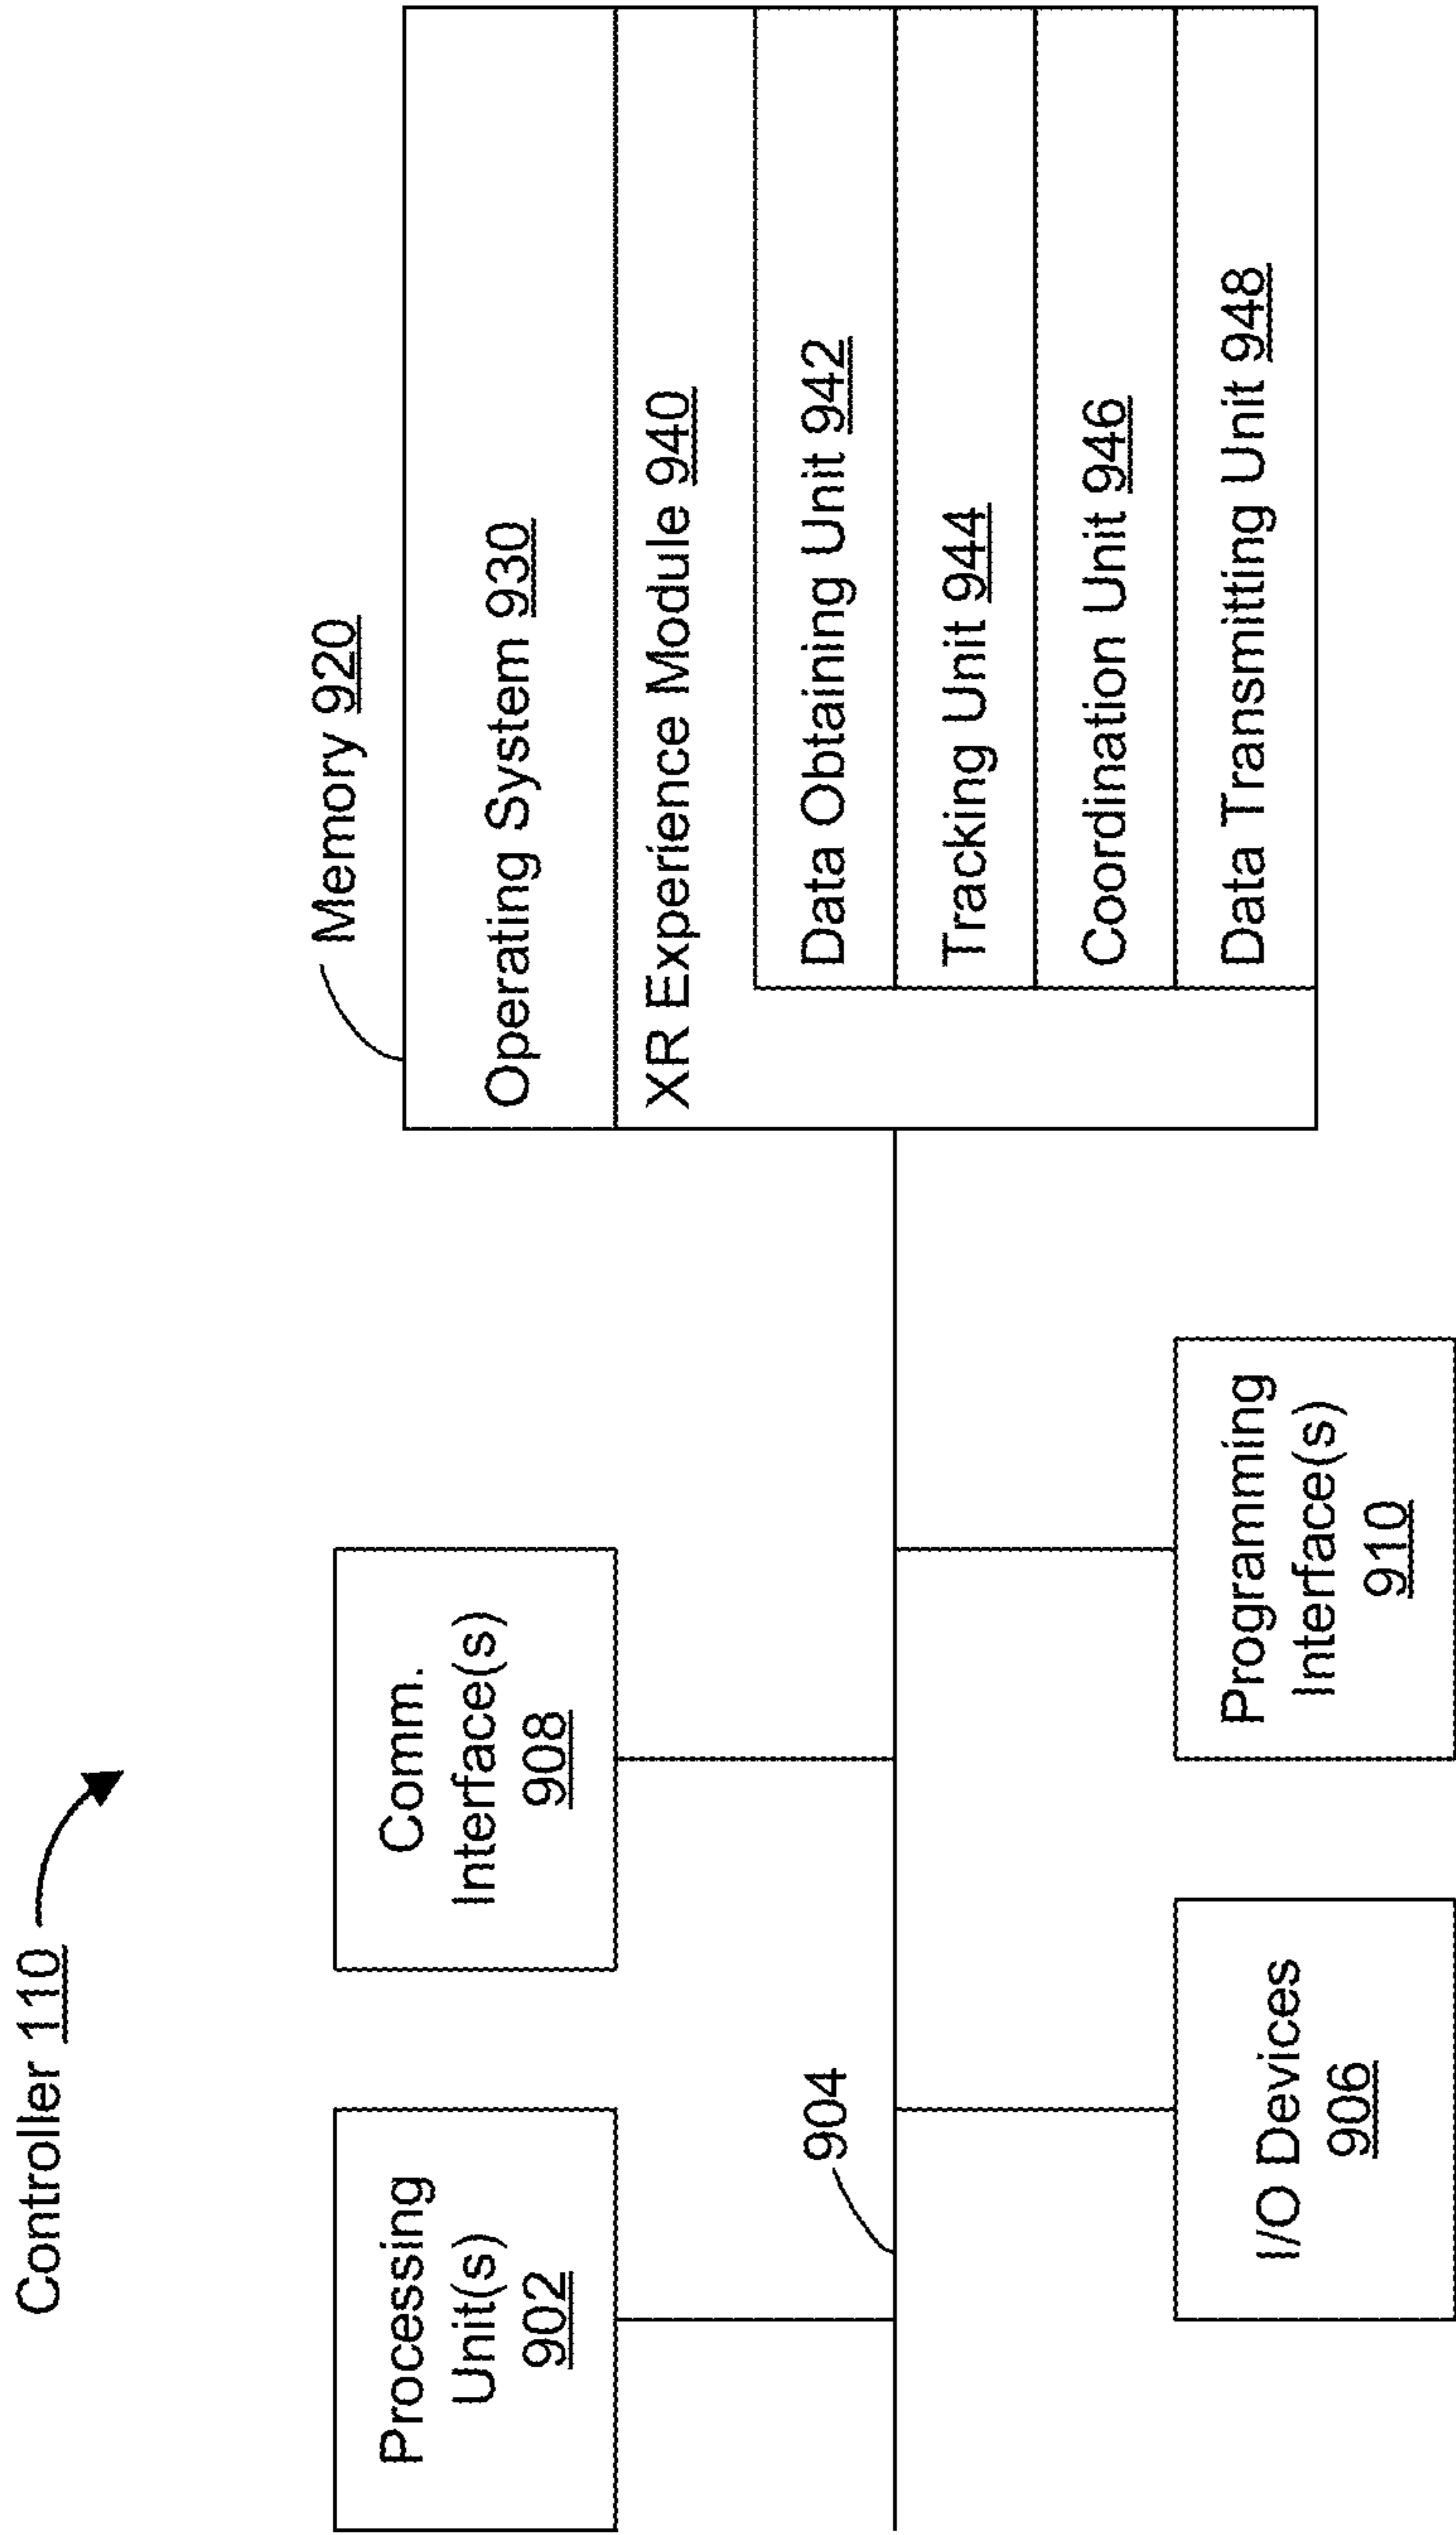 Controller 110
Memory 920
Processing
Unit(s)
902
Comm.
Interface(s)
908
904
I/O Devices
906
Programming
Interface(s)
910
Operating System 930
XR Experience Module 940
Data Obtaining Unit 942
Tracking Unit 944
Coordination Unit 946
Data Transmitting Unit 948